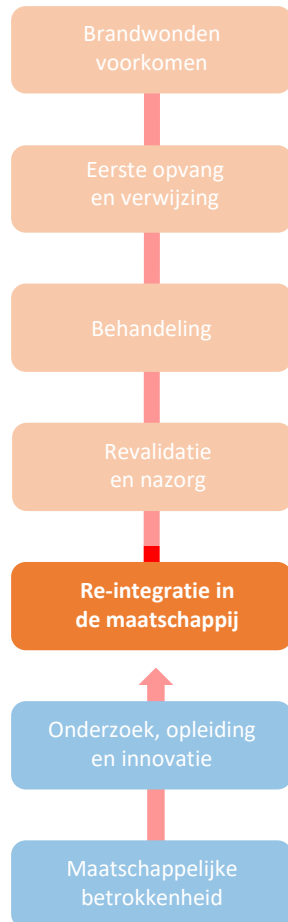 Brandwonden
voorkomen
Eerste opvang
en verwijzing
Behandeling
Revalidatie
en nazorg
Re-integratie in
de maatschappij
Onderzoek, opleiding
en innovatie
Maatschappelijke
betrokkenheid